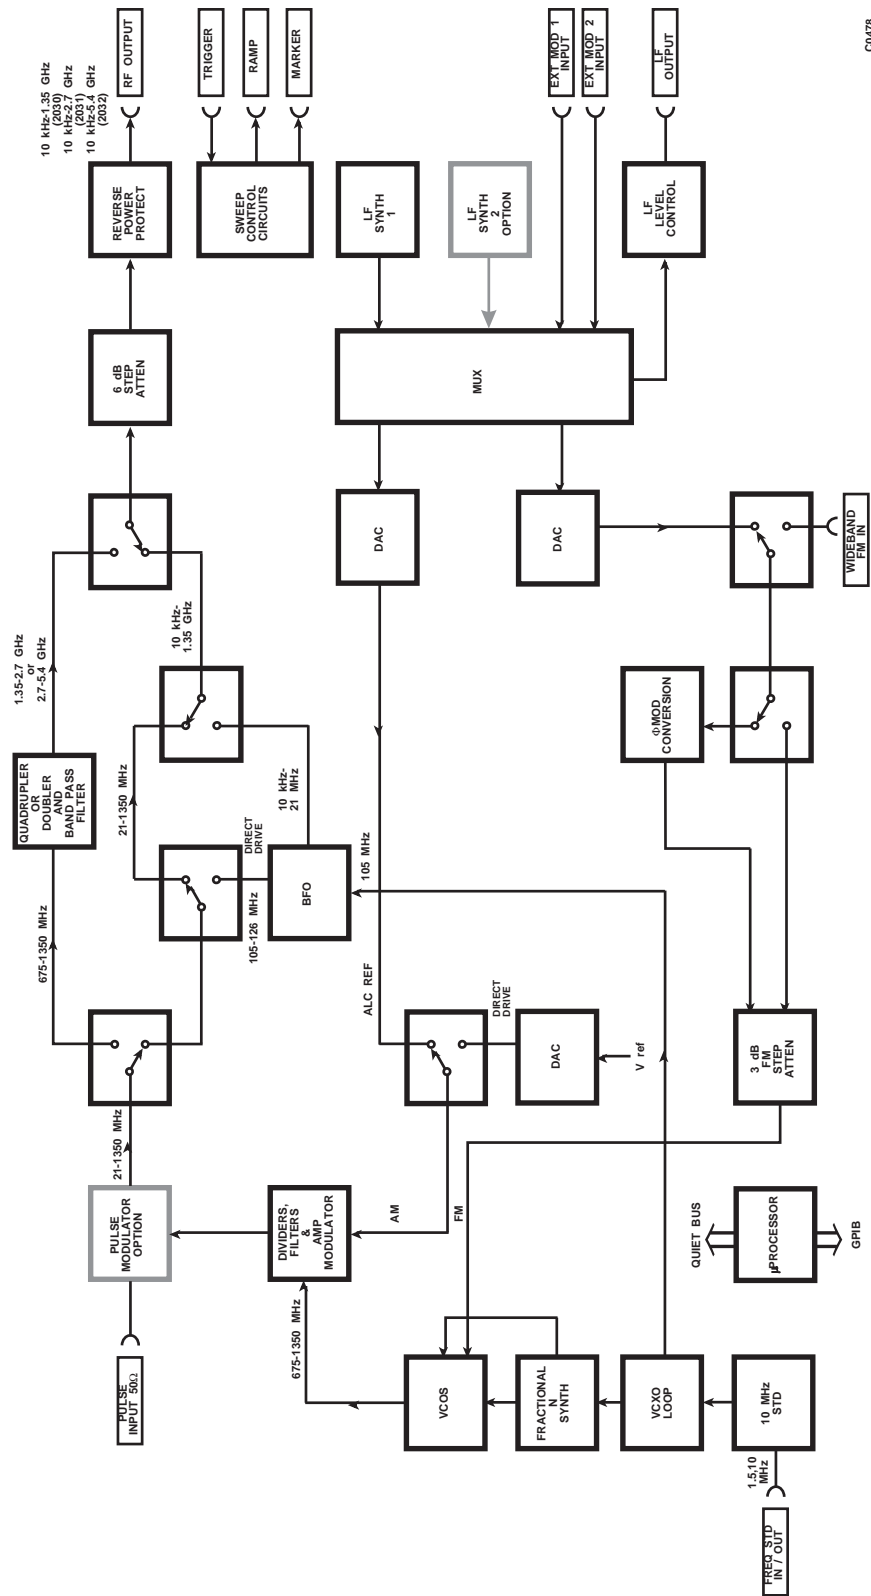 10 kHz-1.35 GHz
(2030)
10 kHz-2.7 GHz
(2031)
10 kHz-5.4 GHz
(2032)
RF OUTPUT
TRIGGER
RAMP
MARKER
EXT MOD 1
INPUT
EXT MOD 2
INPUT
LF
OUTPUT
C0478
REVERSE
POWER
PROTECT
SWEEP
CONTROL
CIRCUITS
LF
SYNTH
1
LF
SYNTH
2
OPTION
LF
LEVEL
CONTROL
6 dB
STEP
ATTEN
MUX
DAC
DAC
WIDEBAND
FM IN
1.35-2.7 GHz
or
2.7-5.4 GHz
10 kHz-
1.35 GHz
QUADRUPLER
OR
DOUBLER
AND
BAND PASS
FILTER
21-1350 MHz
10 kHz-
21 MHz
ΦMOD
CONVERSION
675-1350 MHz
DIRECT
DRIVE
105-126 MHz
BFO
105 MHz
ALC REF
DIRECT
DRIVE
DAC
V ref
3 dB
FM
STEP
ATTEN
21-1350 MHz
PULSE
MODULATOR
OPTION
DIVIDERS,
FILTERS
&
AMP
MODULATOR
AM
FM
QUIET BUS
µPROCESSOR
GPIB
PULSE
INPUT 50Ω
675-1350 MHz
VCOS
FRACTIONAL
N
SYNTH
VCXO
LOOP
10 MHz
STD
1.5,10
MHz
FREQ STD
IN / OUT